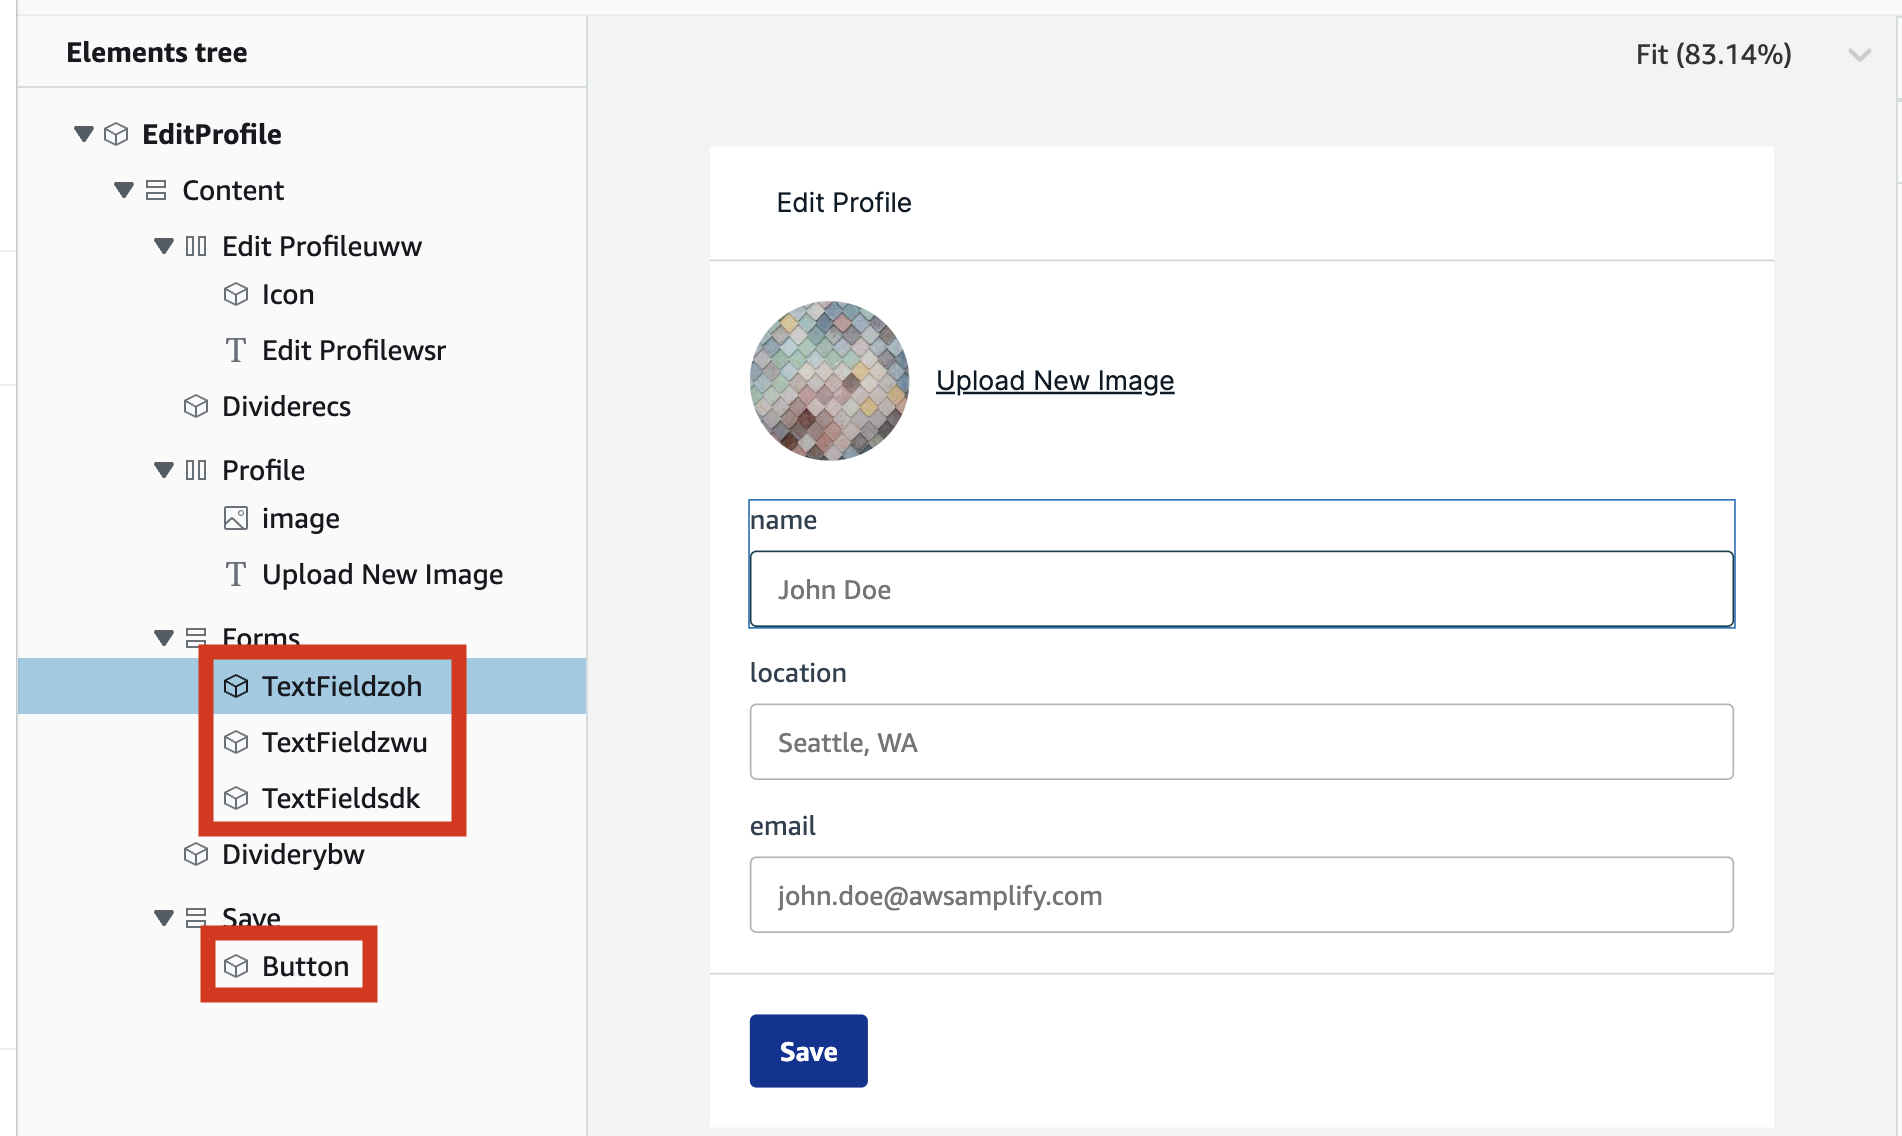 Elements tree
EditProfile
Content
Edit Profileuww
Icon
Edit Profilewsr
Dividerecs
Profile
image
Upload New Image
Forms
TextFieldzoh
TextFieldzwu
TextFieldsdk
Dividerybw
Save
Button
Fit (83.14%)
Edit Profile
Upload New Image
name
John Doe
location
Seattle, WA
email
john.doe@awsamplify.com
Save